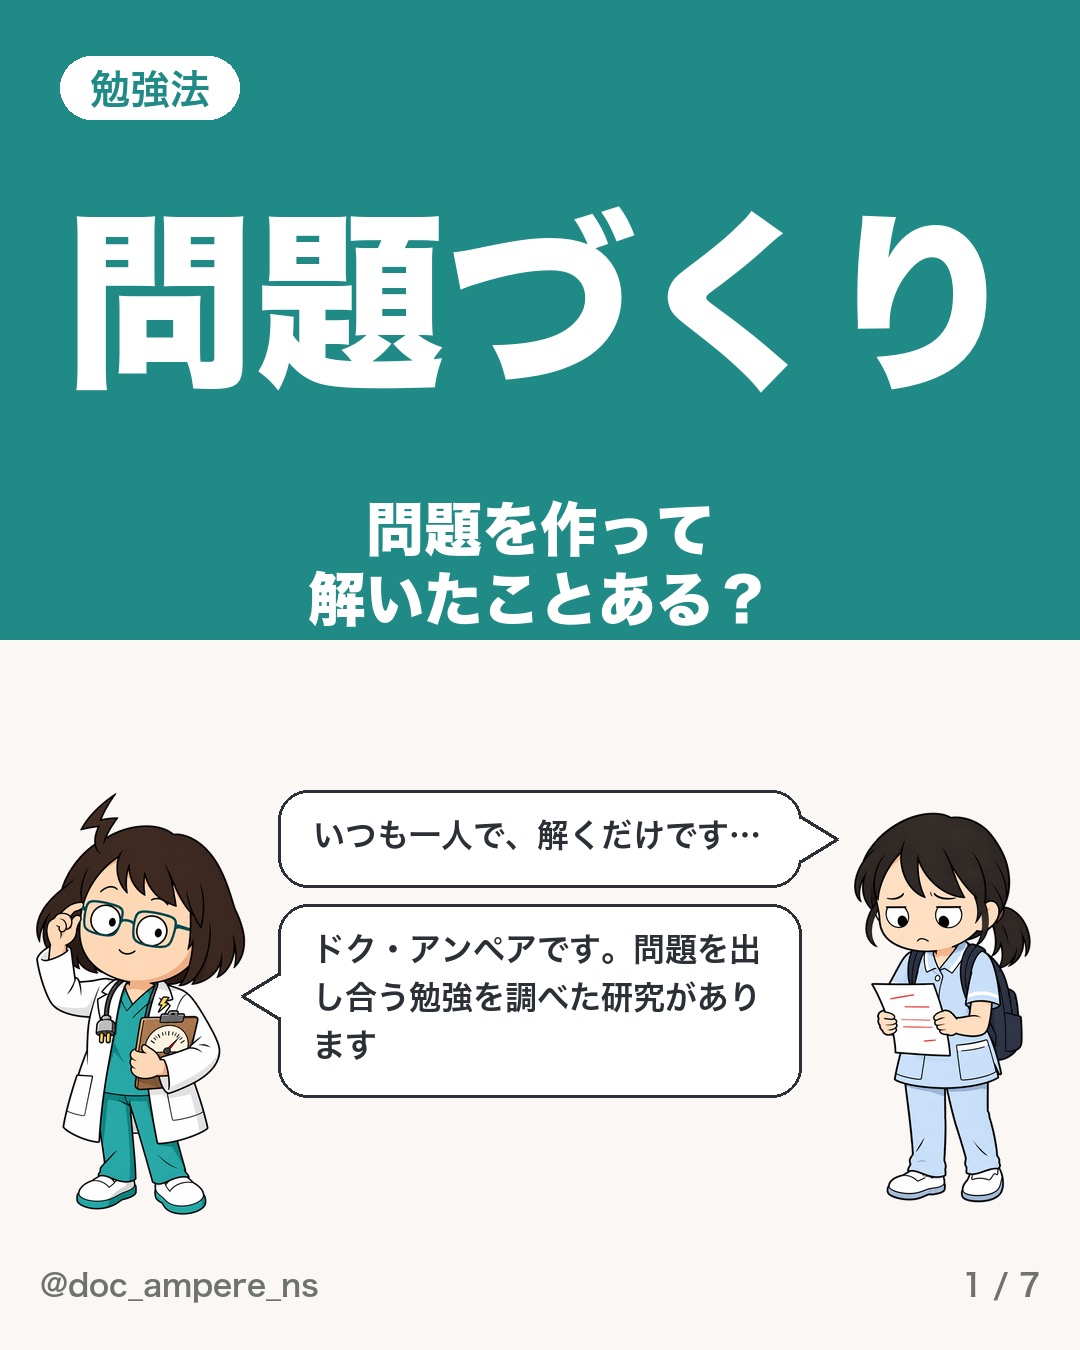 勉強法
問題づくり
問題を作って
解いたことある？
いつも一人で、解くだけです…
ドク・アンペアです。問題を出
し合う勉強を調べた研究があり
ます
@doc_ampere_ns
1 / 7